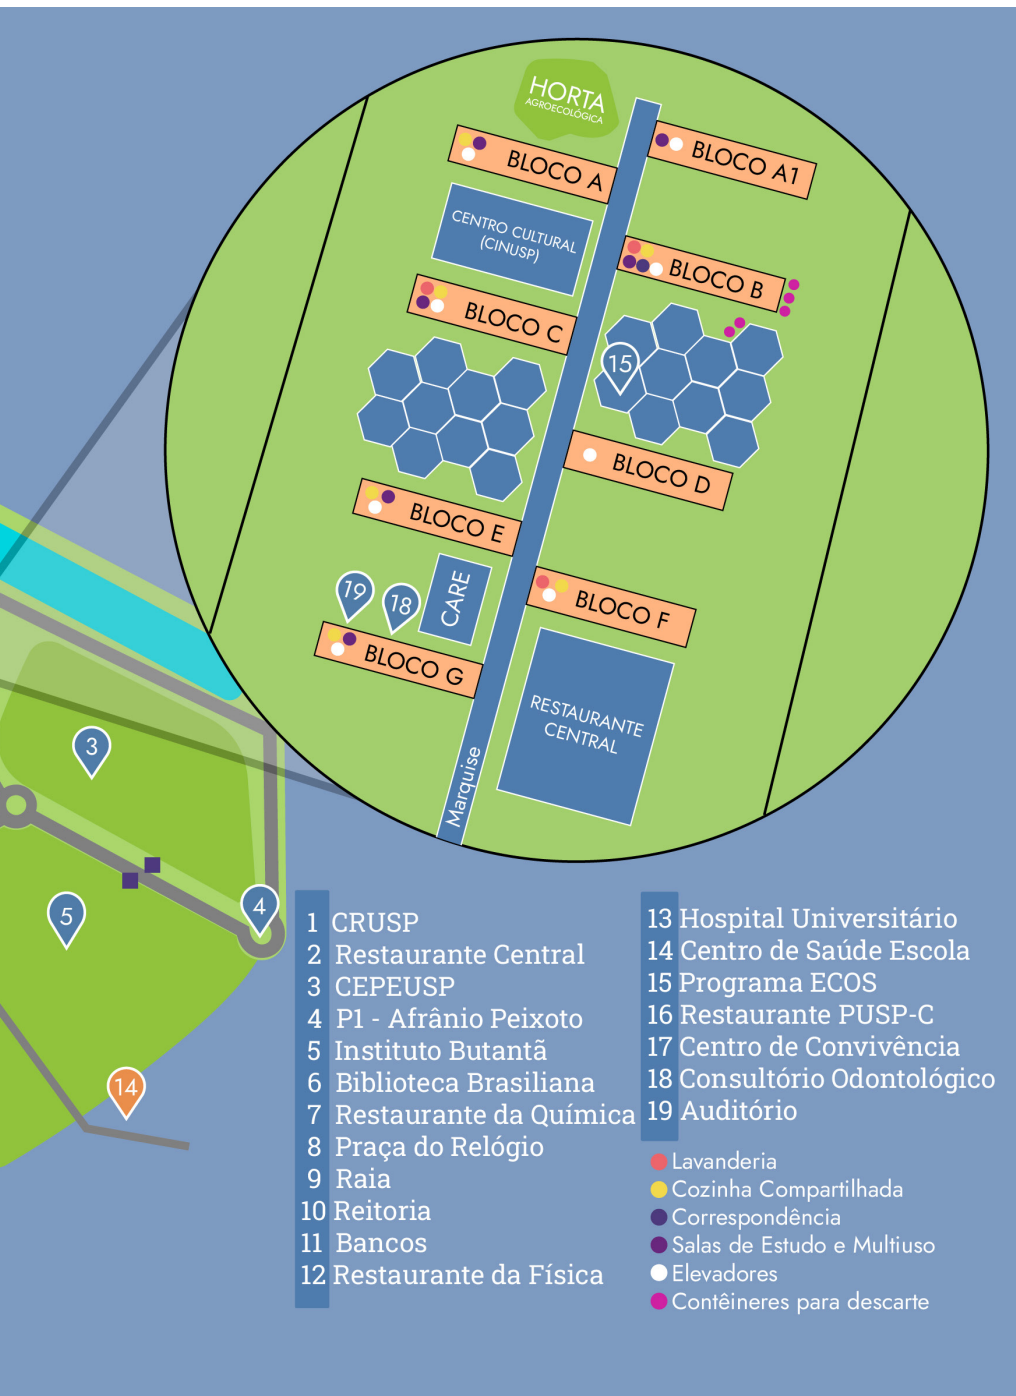 HORTA
AGROECOLÓGICA
BLOCO A
BLOCO A1
CENTRO CULTURAL
(CINUSP)
BLOCO B
BLOCO C
15
BLOCO D
BLOCO E
CARE
19
18
BLOCO F
BLOCO G
RESTAURANTE
CENTRAL
Marquise
3
5
4
14
1 CRUSP
2 Restaurante Central
3 CEPEUSP
4 P1 - Afrânio Peixoto
5 Instituto Butantã
6 Biblioteca Brasiliana
7 Restaurante da Química
8 Praça do Relógio
9 Raia
10 Reitoria
11 Bancos
12 Restaurante da Física
13 Hospital Universitário
14 Centro de Saúde Escola
15 Programa ECOS
16 Restaurante PUSP-C
17 Centro de Convivência
18 Consultório Odontológico
19 Auditório
Lavanderia
Cozinha Compartilhada
Correspondência
Salas de Estudo e Multiuso
Elevadores
Contêineres para descarte